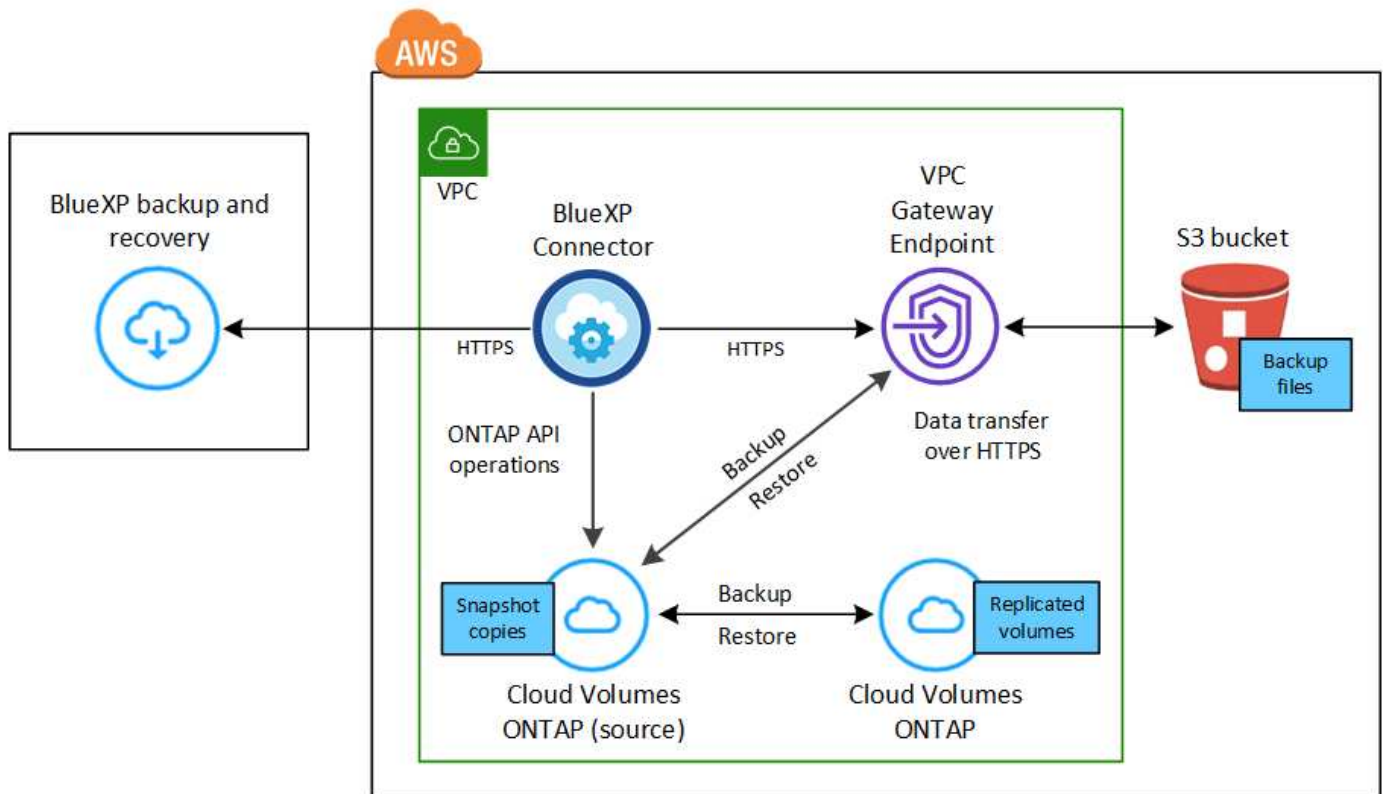 AWS
VPC
BlueXP backup and
recovery
BlueXP
Connector
VPC
Gateway
Endpoint
S3 bucket
Backup
files
HTTPS
HTTPS
ONTAP API
operations
Backup
Restore
Data transfer
over HTTPS
Snapshot
copies
Backup
Restore
Replicated
volumes
Cloud Volumes
ONTAP (source)
Cloud Volumes
ONTAP